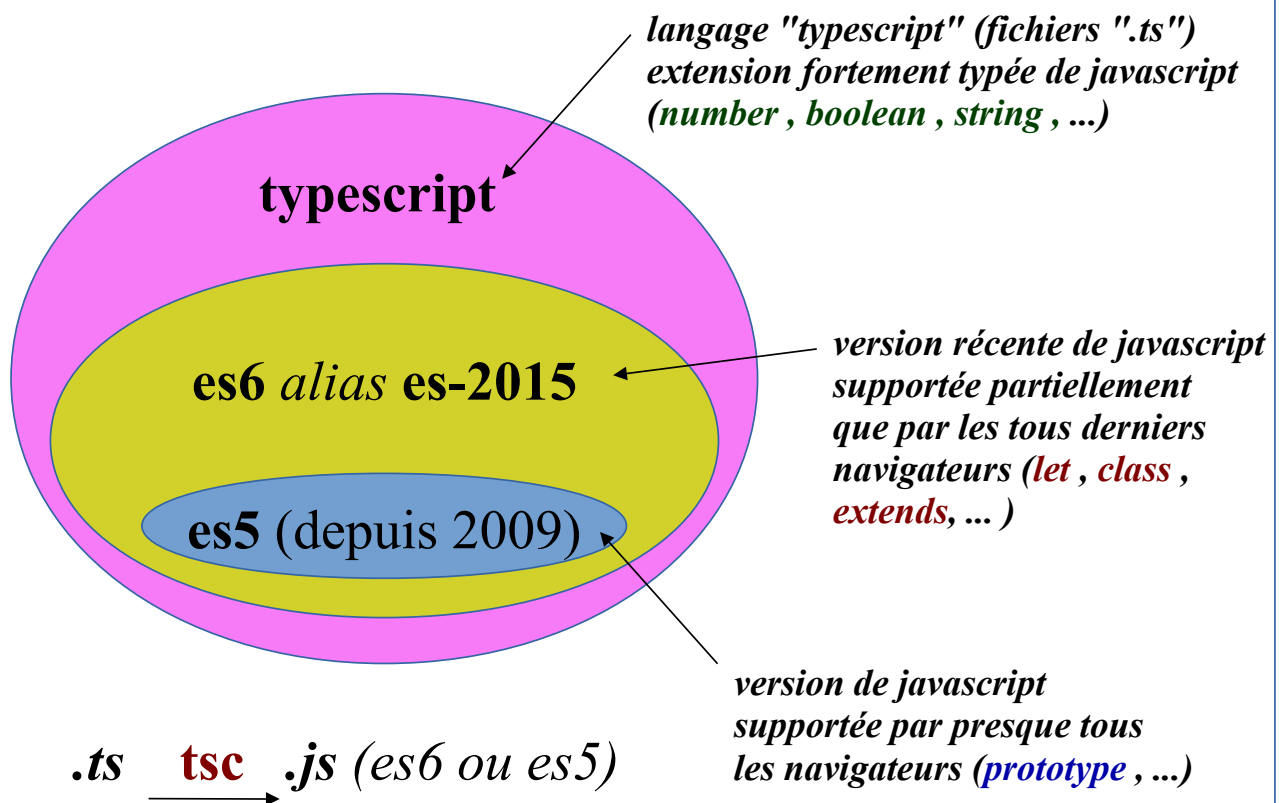 langage "typescript" (fichiers ".ts")
extension fortement typée de javascript
(number , boolean , string , ...)
typescript
version récente de javascript
supportée partiellement
que par les tous derniers
navigateurs (let , class ,
extends, ... )
es6 alias es-2015
es5 (depuis 2009)
version de javascript
supportée par presque tous
les navigateurs (prototype , ...)
.ts tsc .js (es6 ou es5)